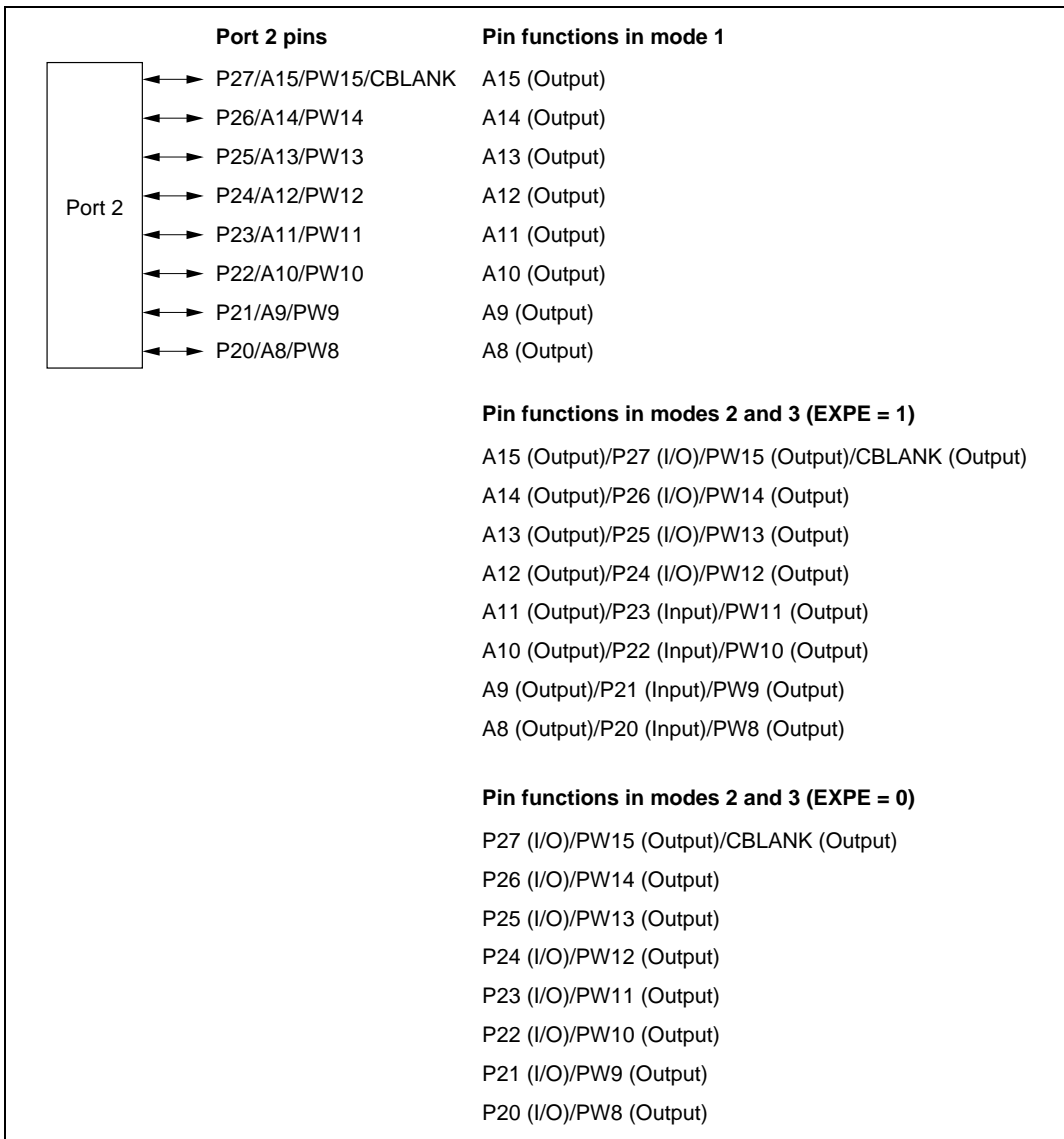 Port 2 pins Pin functions in mode 1
P27/A15/PW15/CBLANK A15 (Output)
P26/A14/PW14 A14 (Output)
P25/A13/PW13 A13 (Output)
P24/A12/PW12 A12 (Output)
Port 2
P23/A11/PW11 A11 (Output)
P22/A10/PW10 A10 (Output)
P21/A9/PW9 A9 (Output)
P20/A8/PW8 A8 (Output)
Pin functions in modes 2 and 3 (EXPE = 1)
A15 (Output)/P27 (I/O)/PW15 (Output)/CBLANK (Output)
A14 (Output)/P26 (I/O)/PW14 (Output)
A13 (Output)/P25 (I/O)/PW13 (Output)
A12 (Output)/P24 (I/O)/PW12 (Output)
A11 (Output)/P23 (Input)/PW11 (Output)
A10 (Output)/P22 (Input)/PW10 (Output)
A9 (Output)/P21 (Input)/PW9 (Output)
A8 (Output)/P20 (Input)/PW8 (Output)
Pin functions in modes 2 and 3 (EXPE = 0)
P27 (I/O)/PW15 (Output)/CBLANK (Output)
P26 (I/O)/PW14 (Output)
P25 (I/O)/PW13 (Output)
P24 (I/O)/PW12 (Output)
P23 (I/O)/PW11 (Output)
P22 (I/O)/PW10 (Output)
P21 (I/O)/PW9 (Output)
P20 (I/O)/PW8 (Output)